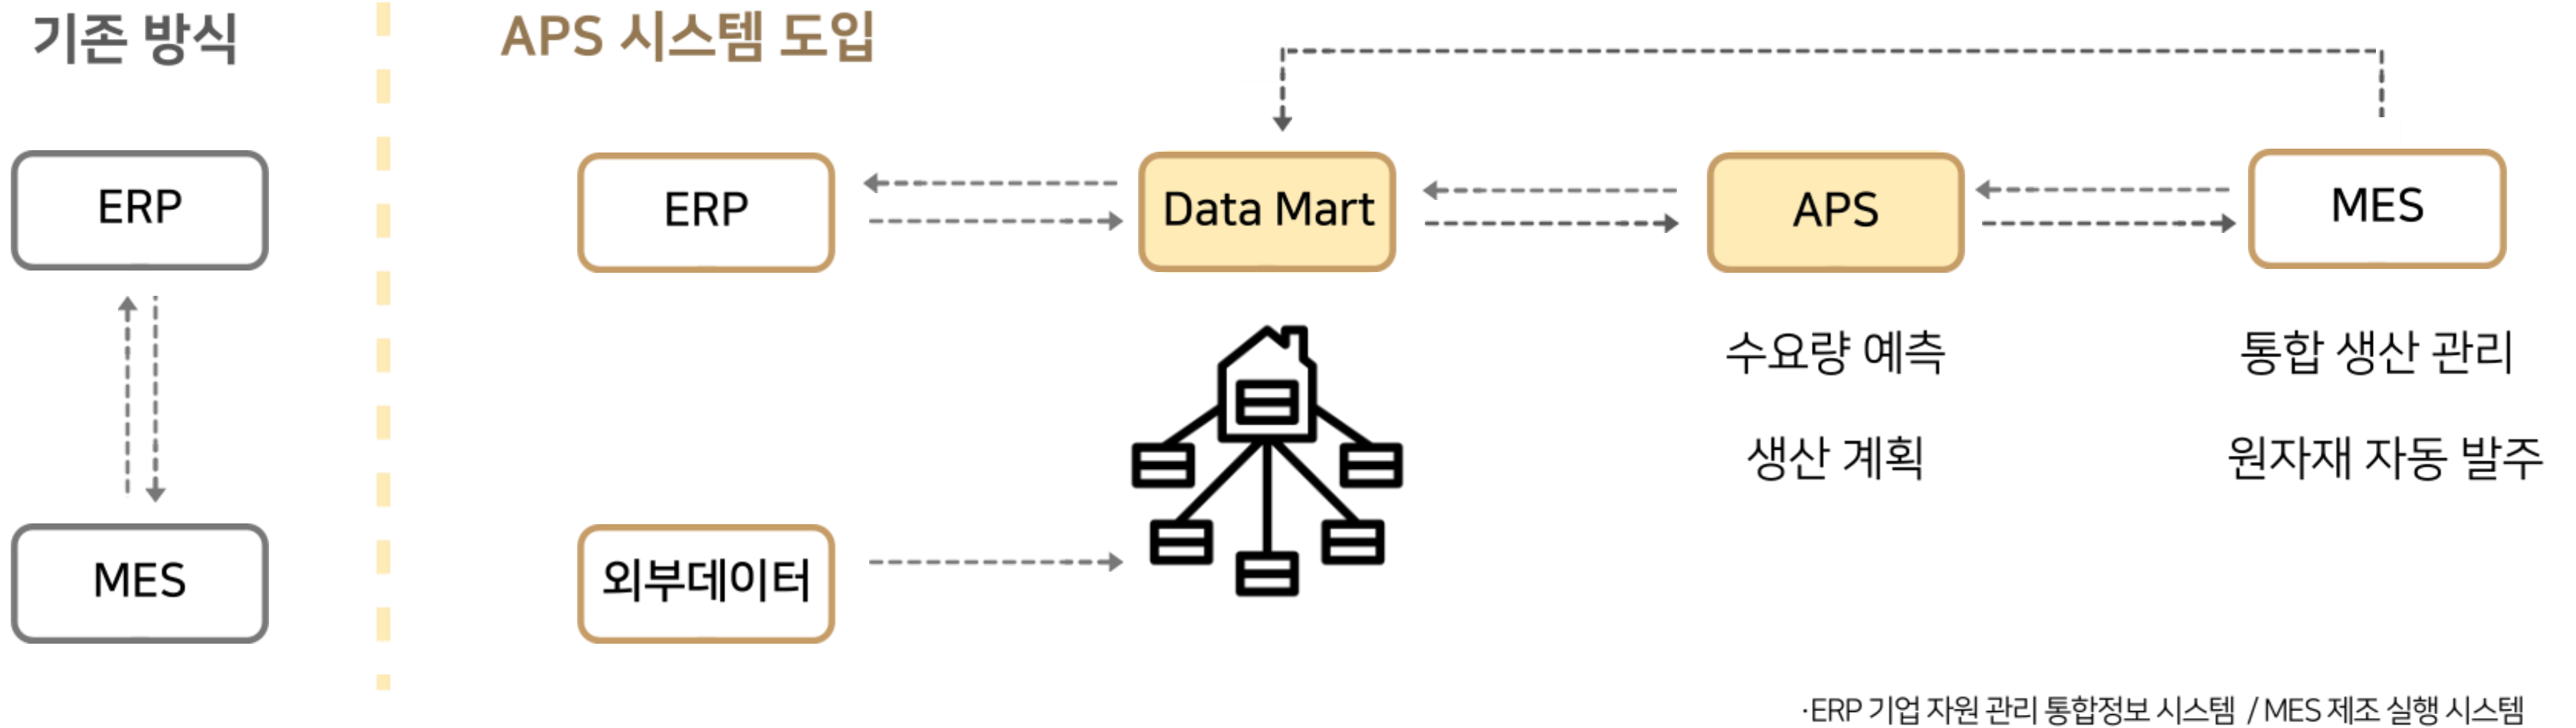 기존 방식
APS 시스템 도입
ERP
MES
ERP
Data Mart
APS
MES
외부데이터
수요량 예측
생산 계획
통합 생산 관리
원자재 자동 발주
·ERP 기업 자원 관리 통합정보 시스템 / MES 제조 실행 시스템